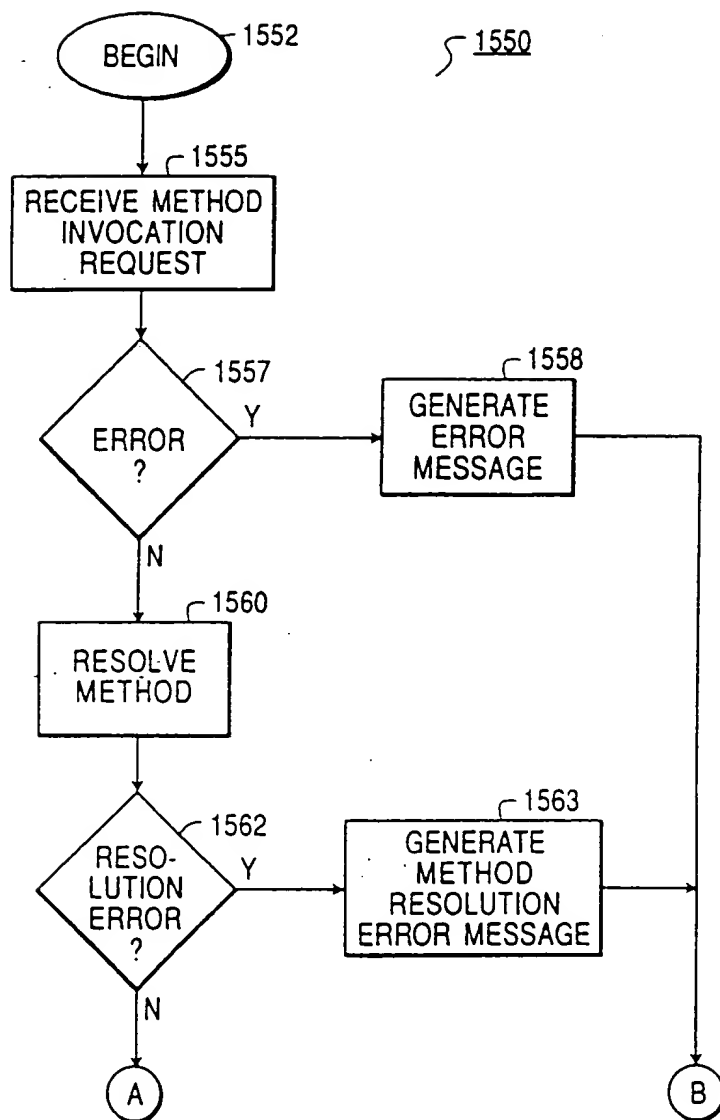 1550
1552
BEGIN
1555
RECEIVE METHOD
INVOCATION
REQUEST
1557
ERROR
?
Y
N
1558
GENERATE
ERROR
MESSAGE
1560
RESOLVE
METHOD
1562
RESO-
LUTION
ERROR
?
Y
N
1563
GENERATE
METHOD
RESOLUTION
ERROR MESSAGE
A
B